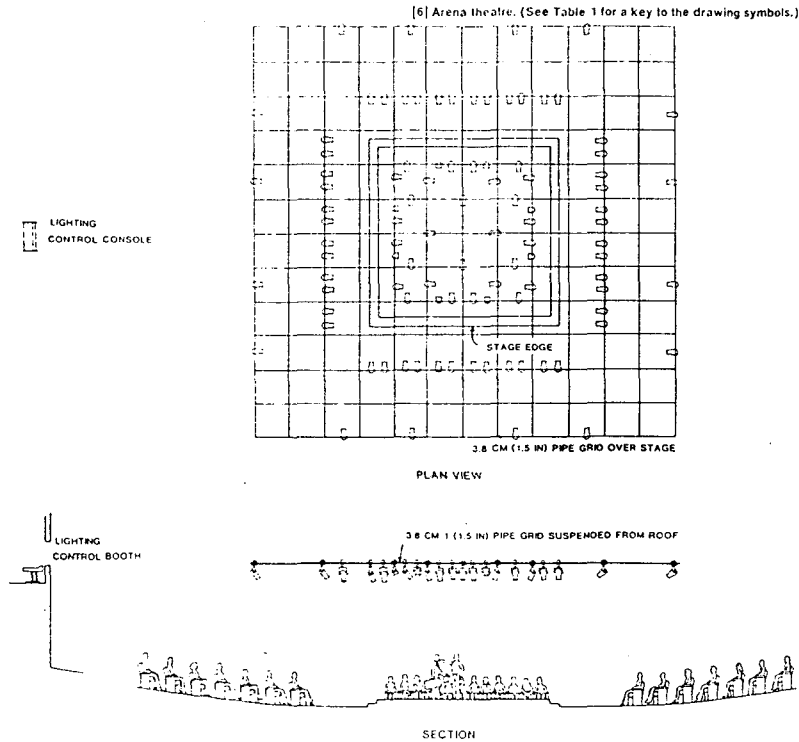 [6] Arena theatre. (See Table 1 for a key to the drawing symbols.)
LIGHTING
CONTROL CONSOLE
STAGE EDGE
3.8 CM (1.5 IN) PIPE GRID OVER STAGE
PLAN VIEW
LIGHTING
CONTROL BOOTH
3.8 CM 1 (1.5 IN) PIPE GRID SUSPENDED FROM ROOF
SECTION